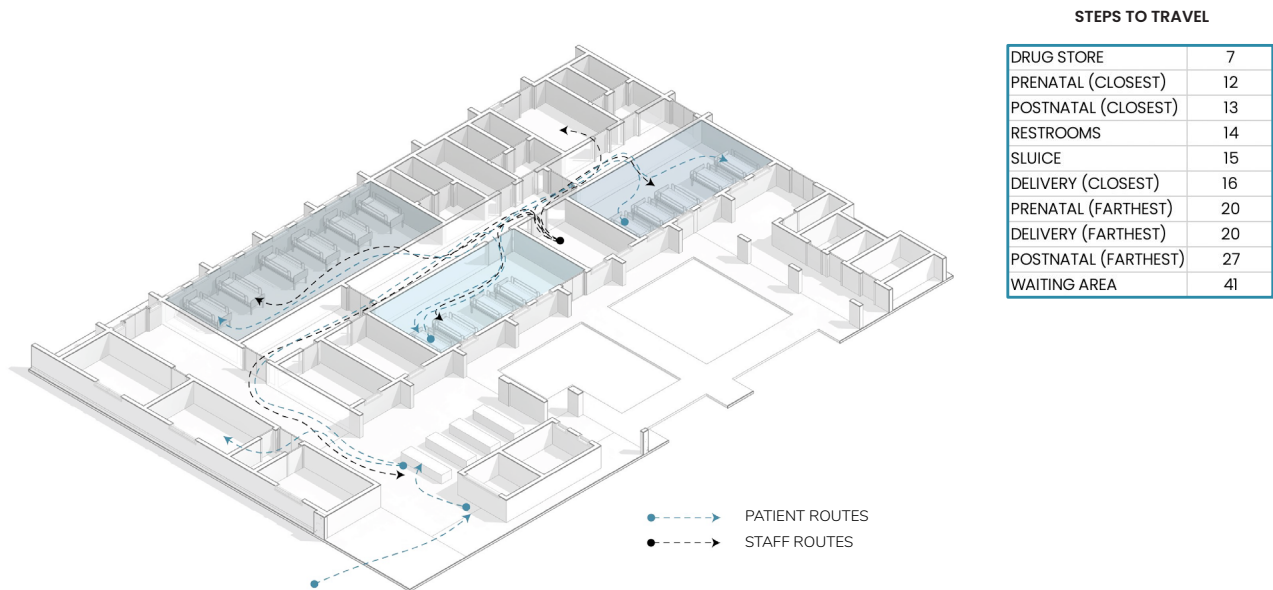 STEPS TO TRAVEL
DRUG STORE 7
PRENATAL (CLOSEST) 12
POSTNATAL (CLOSEST) 13
RESTROOMS 14
SLUICE 15
DELIVERY (CLOSEST) 16
PRENATAL (FARTHEST) 20
DELIVERY (FARTHEST) 20
POSTNATAL (FARTHEST) 27
WAITING AREA 41
PATIENT ROUTES
STAFF ROUTES